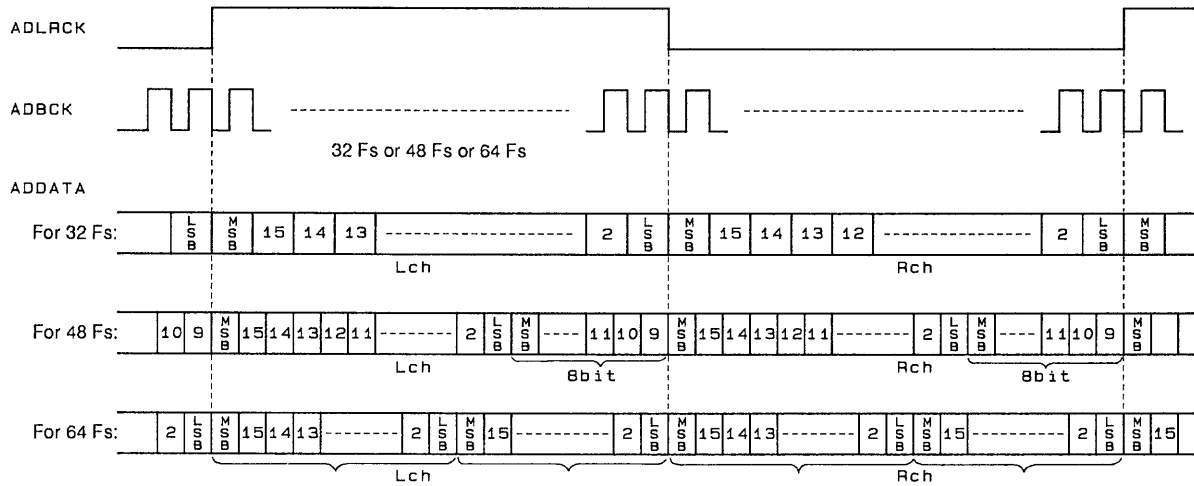 ADLRCK
ADBCK
32 Fs or 48 Fs or 64 Fs
ADDATA
For 32 Fs: LSB MSB 15 14 13 2 LSB MSB 15 14 13 12 2 LSB MSB
Lch Rch
For 48 Fs: 10 9 MSB 15 14 13 12 11 2 LSB MSB 11 10 9 MSB 15 14 13 12 11 2 LSB MSB 11 10 9 MSB
Lch 8bit Rch 8bit
For 64 Fs: 2 LSB MSB 15 14 13 2 LSB MSB 15 2 LSB MSB 15 14 13 2 LSB MSB 15 2 LSB MSB 15
Lch Rch